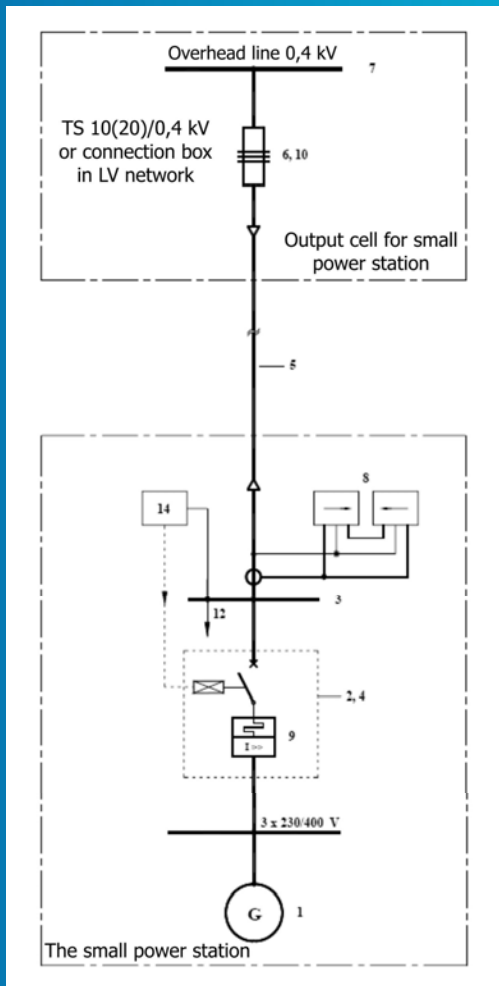 Overhead line 0,4 kV
7
TS 10(20)/0,4 kV
or connection box
in LV network
6, 10
Output cell for small
power station
5
8
14
12
3
2, 4
9
I >>
3 x 230/400 V
G
1
The small power station